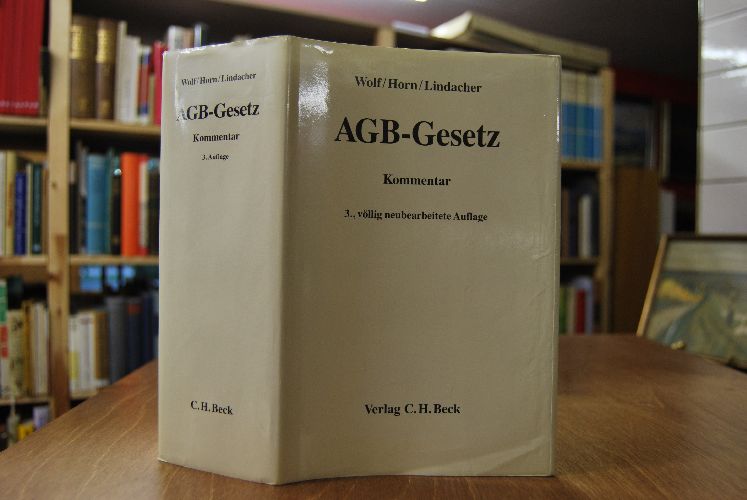 Wolf/Horn/Lindacher
AGB-Gesetz
Kommentar
3. Auflage
C.H.Beck
Wolf/Horn/Lindacher
AGB-Gesetz
Kommentar
3., völlig neubearbeitete Auflage
Verlag C.H.Beck